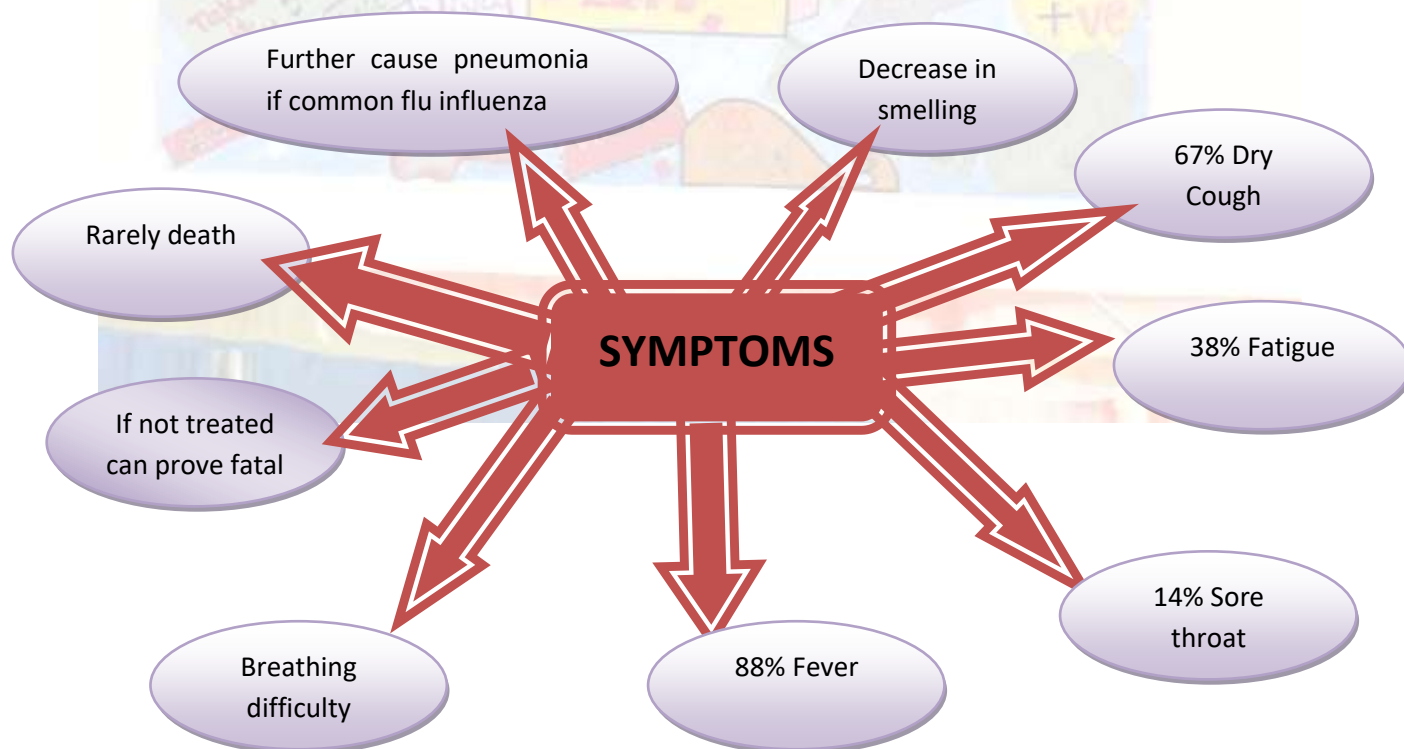 +ve
Further cause pneumonia
if common flu influenza
Decrease in
smelling
67% Dry
Cough
Rarely death
SYMPTOMS
38% Fatigue
If not treated
can prove fatal
14% Sore
throat
Breathing
difficulty
88% Fever